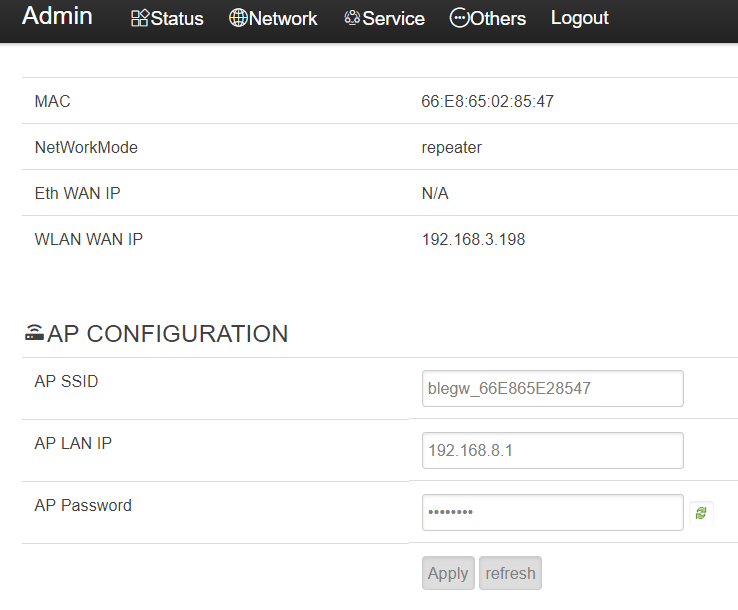 Admin Status Network Service Others Logout
MAC 66:E8:65:02:85:47
NetWorkMode repeater
Eth WAN IP N/A
WLAN WAN IP 192.168.3.198
AP CONFIGURATION
AP SSID blegw_66E865E28547
AP LAN IP 192.168.8.1
AP Password ••••••••
Apply refresh